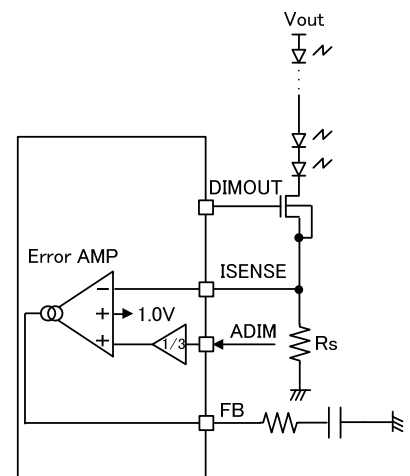 Vout
DIMOUT
Error AMP
ISENSE
−
+ 1.0V
ADIM
+
1/3
Rs
FB